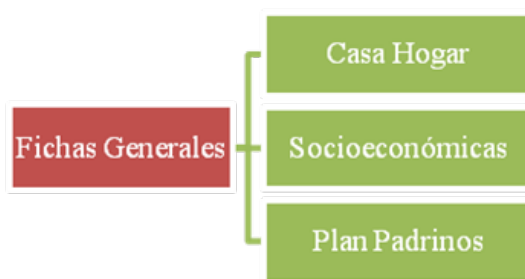 Casa Hogar
Fichas Generales
Socioeconómicas
Plan Padrinos